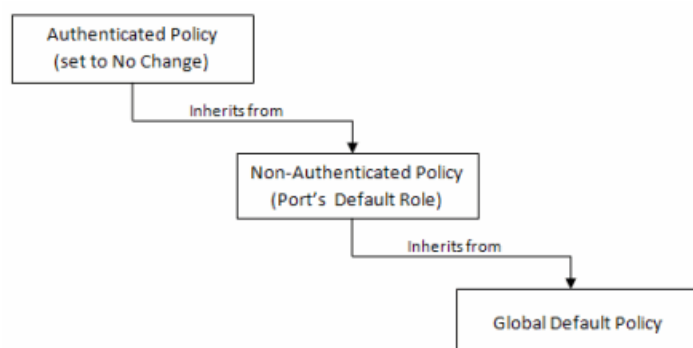 Authenticated Policy
(set to No Change)
Inherits from
Non-Authenticated Policy
(Port's Default Role)
Inherits from
Global Default Policy